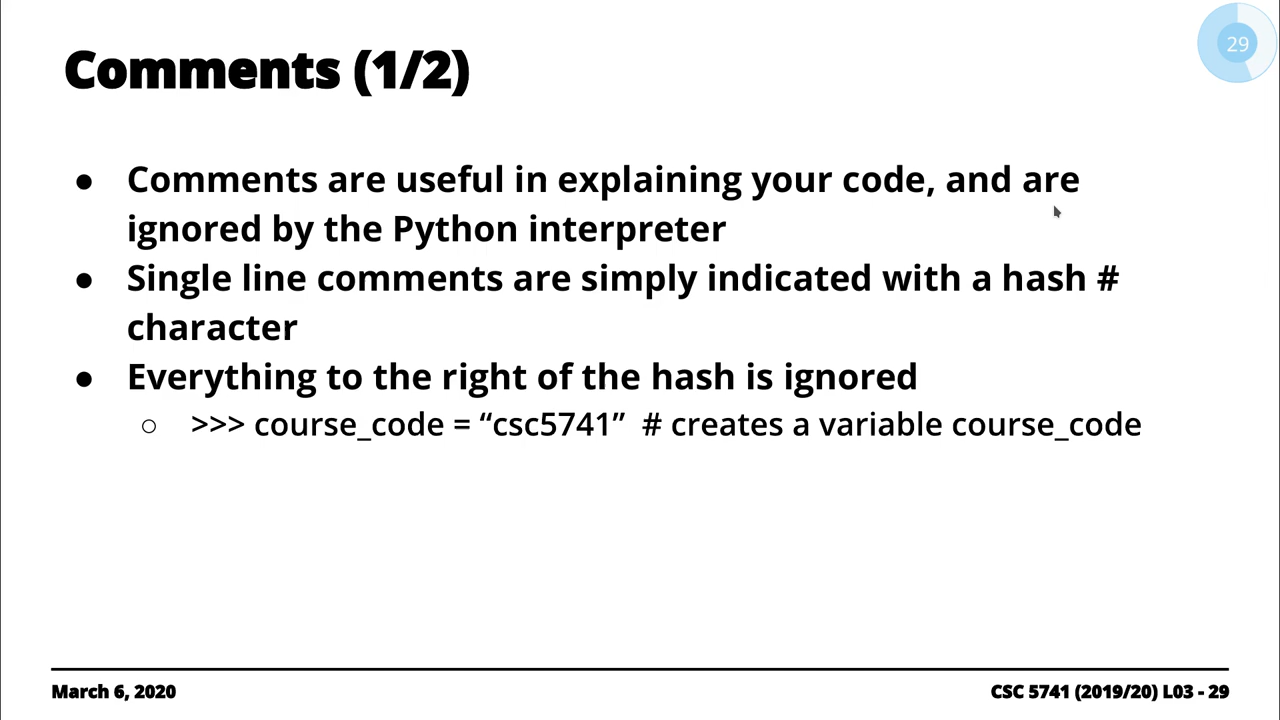 29
Comments (1/2)
● Comments are useful in explaining your code, and are
ignored by the Python interpreter
● Single line comments are simply indicated with a hash #
character
● Everything to the right of the hash is ignored
○ >>> course_code = “csc5741” # creates a variable course_code
March 6, 2020
CSC 5741 (2019/20) L03 - 29